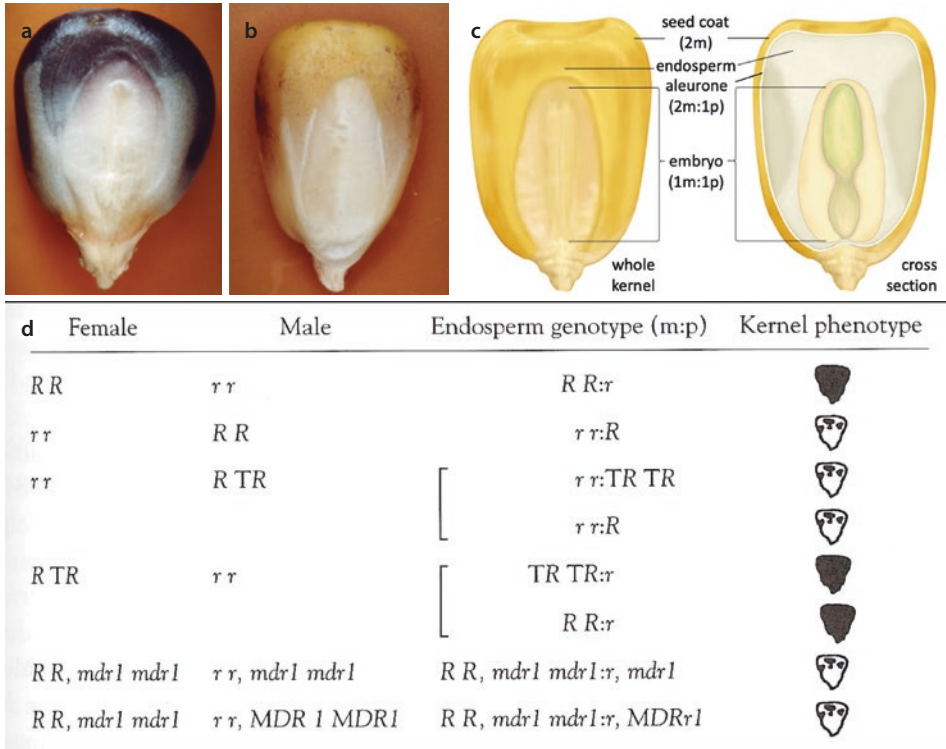 a
b
c
seed coat
(2m)
endosperm
aleurone
(2m:1p)
embryo
(1m:1p)
whole
kernel
cross
section
d
Female Male Endosperm genotype (m:p) Kernel phenotype
R R r r R R:r
r r R R r r:R
r r R TR r r:TR TR
r r:R
R TR r r TR TR:r
R R:r
R R, mdr1 mdr1 r r, mdr1 mdr1 R R, mdr1 mdr1:r, mdr1
R R, mdr1 mdr1 r r, MDR 1 MDR1 R R, mdr1 mdr1:r, MDRr1